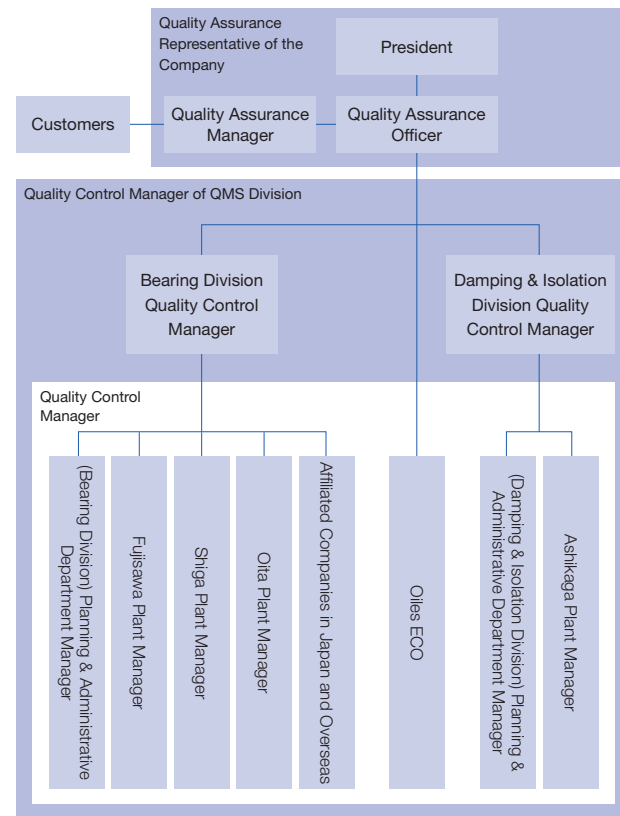 Quality Assurance
Representative of the
Company
President
Customers
Quality Assurance
Manager
Quality Assurance
Officer
Quality Control Manager of QMS Division
Bearing Division
Quality Control
Manager
Damping & Isolation
Division Quality
Control Manager
Quality Control
Manager
(Bearing Division) Planning & Administrative
Department Manager
Fujisawa Plant Manager
Shiga Plant Manager
Oita Plant Manager
Affiliated Companies in Japan and Overseas
Oiles ECO
(Damping & Isolation Division) Planning &
Administrative Department Manager
Ashikaga Plant Manager